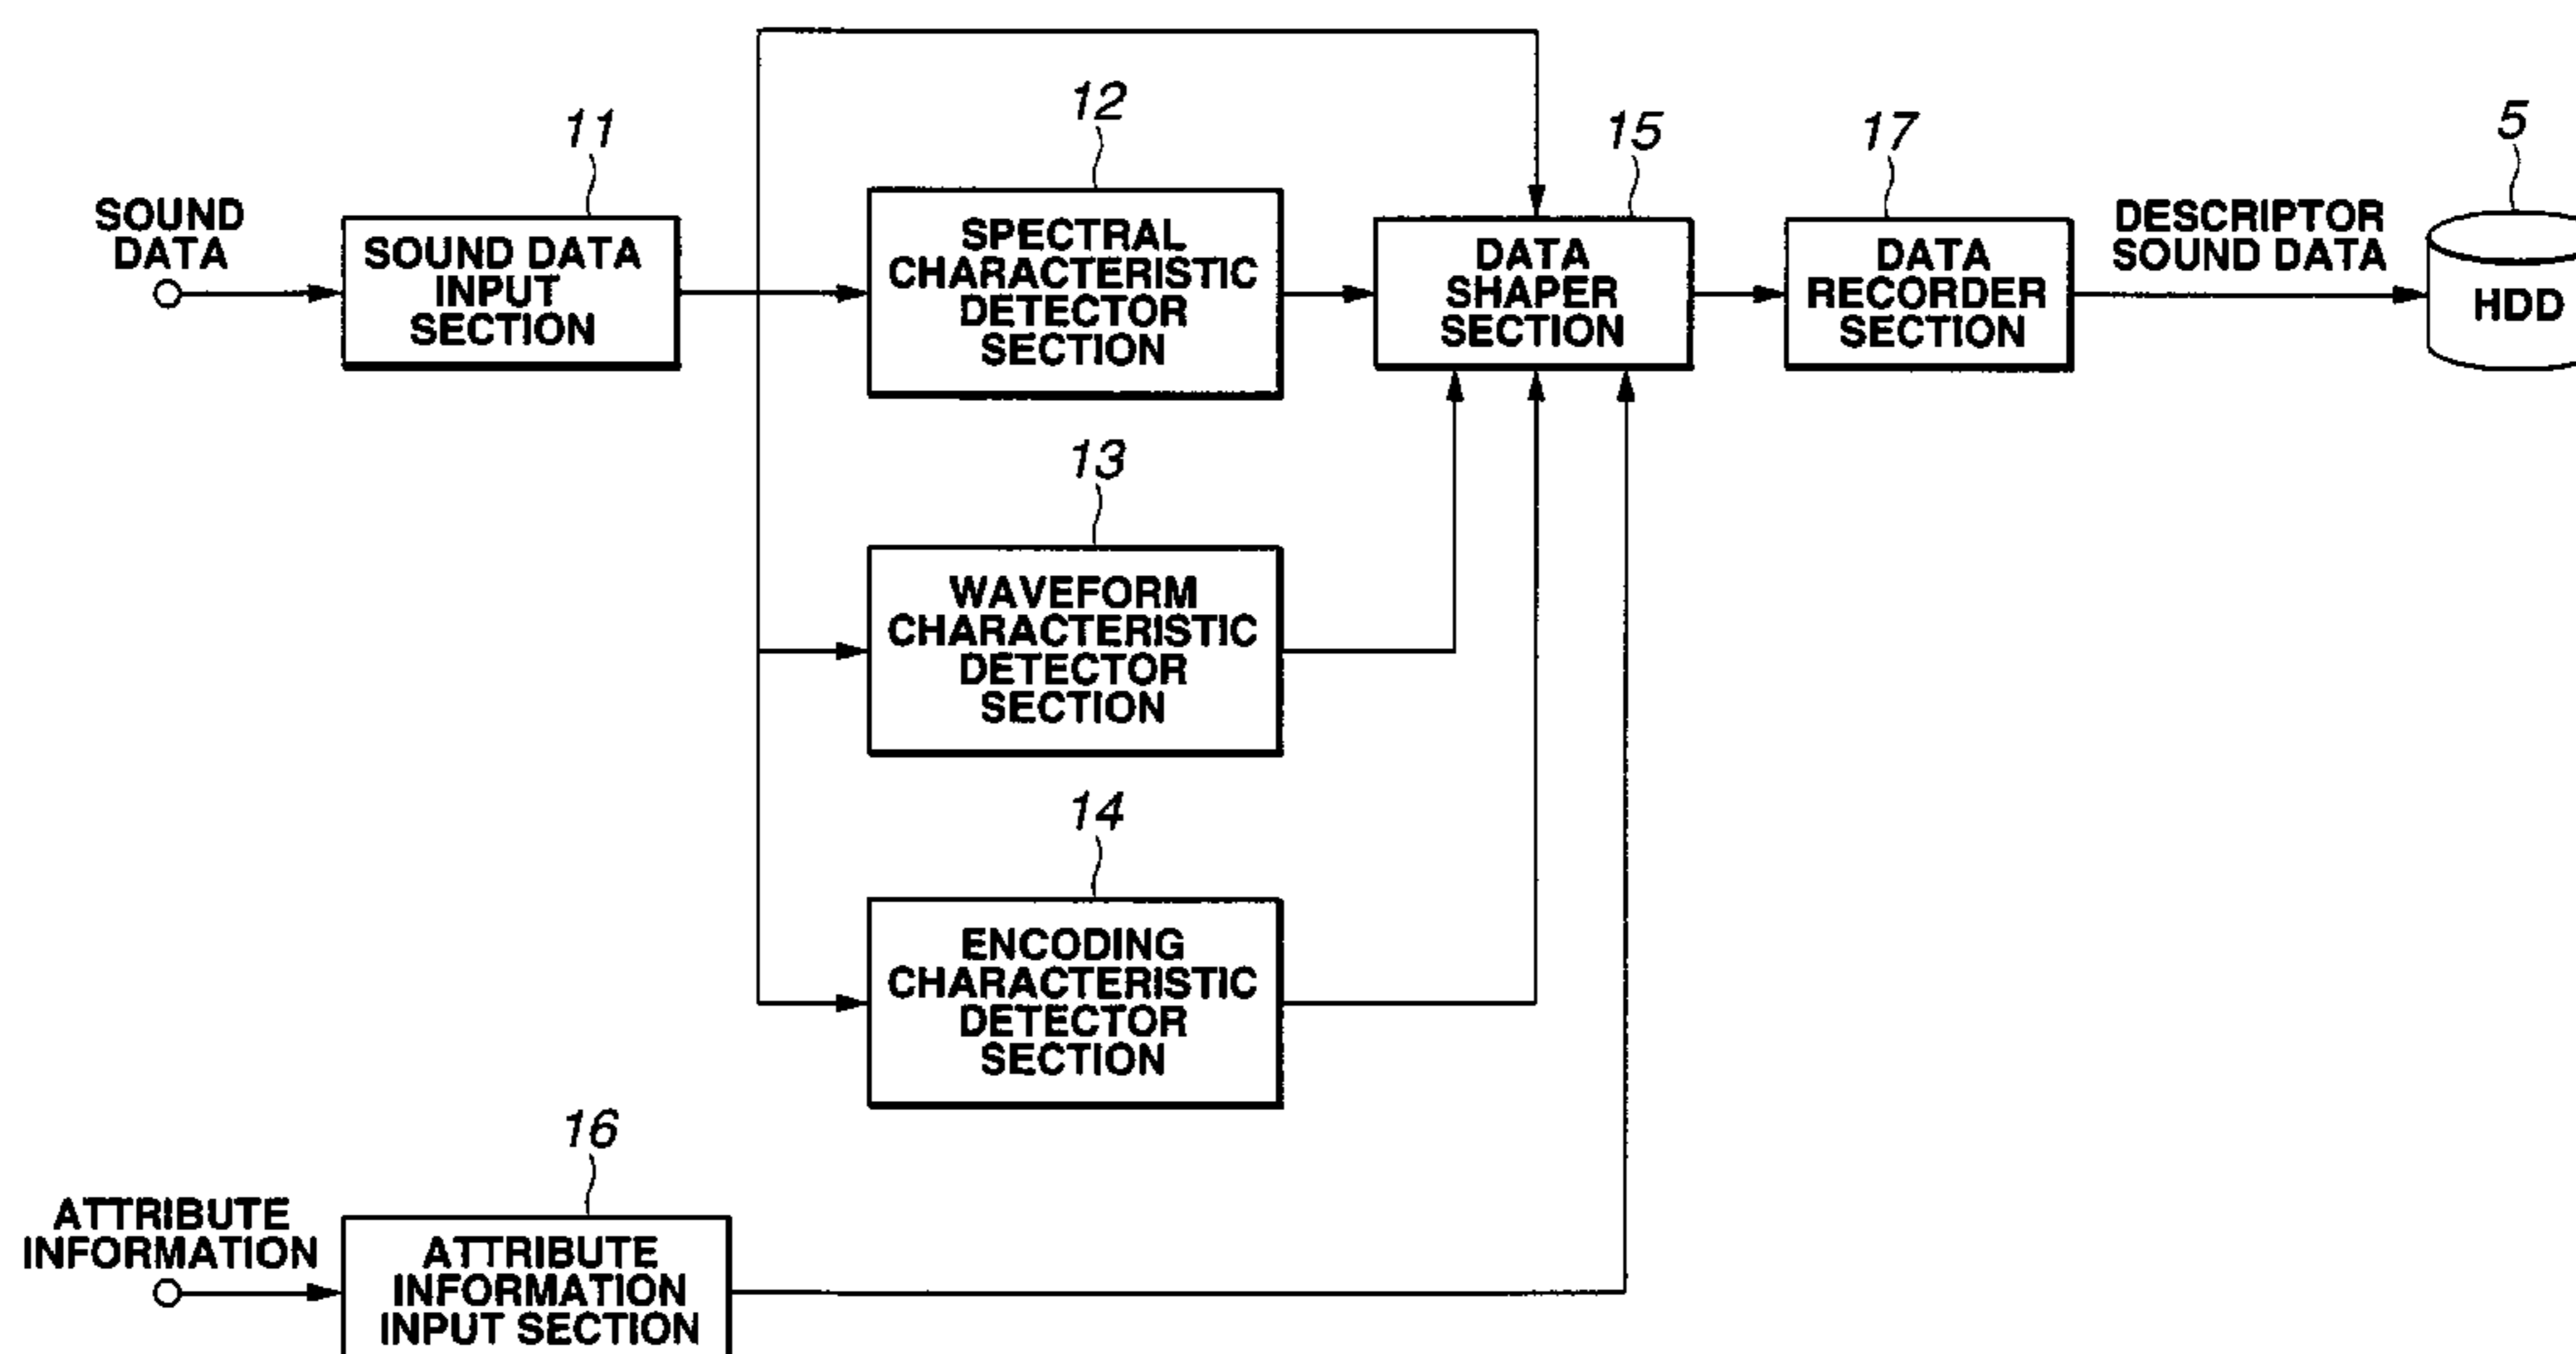 12
11
15
17
5
SOUND
DATA
SOUND DATA
INPUT
SECTION
SPECTRAL
CHARACTERISTIC
DETECTOR
SECTION
DATA
SHAPER
SECTION
DATA
RECORDER
SECTION
DESCRIPTOR
SOUND DATA
HDD
13
WAVEFORM
CHARACTERISTIC
DETECTOR
SECTION
14
ENCODING
CHARACTERISTIC
DETECTOR
SECTION
16
ATTRIBUTE
INFORMATION
ATTRIBUTE
INFORMATION
INPUT SECTION